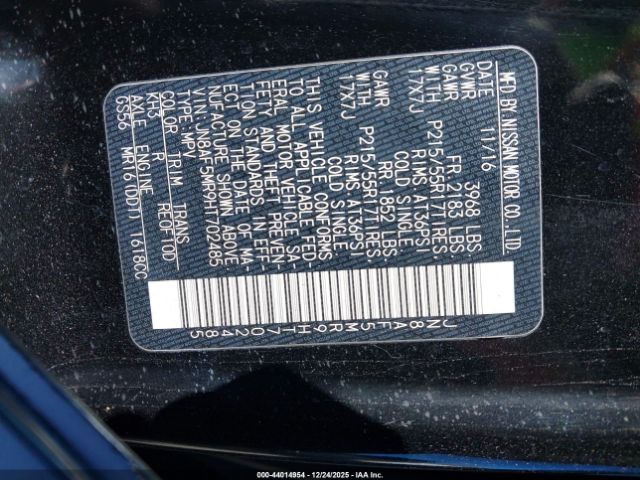 MFD BY NISSAN MOTOR CO.,LTD.
DATE 11/16
GVWR 3968 LBS.
GAWR FR 2183 LBS.
WITH P215/55R17TIRES
17X7J RIMS AT36PSI
COLD SINGLE
GAWR RR 1862 LBS
WITH P215/55R17TIRES
17X7J RIMS AT36PSI
COLD SINGLE
THIS VEHICLE CONFORMS
TO ALL APPLICABLE FED-
ERAL MOTOR VEHICLE SA-
FETY AND THEFT PREVEN-
TION STANDARDS IN EFF-
ECT ON THE DATE OF MA-
NUFACTURE SHOWN ABOVE.
VIN:JN8AF5MR9HT702485
TYPE:MPV
COLOR TRIM TRANS
KH3 R RE0F10D
AXLE ENGINE
6356 MR16(DDT) 1618CC
JN8AF5MR9HT702485
000-44014954 - 12/24/2025 - IAA Inc.